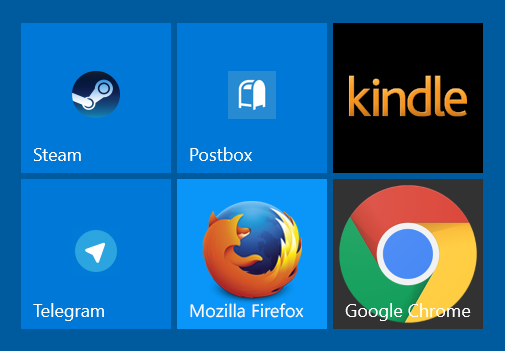 Steam
Postbox
kindle
Telegram
Mozilla Firefox
Google Chrome